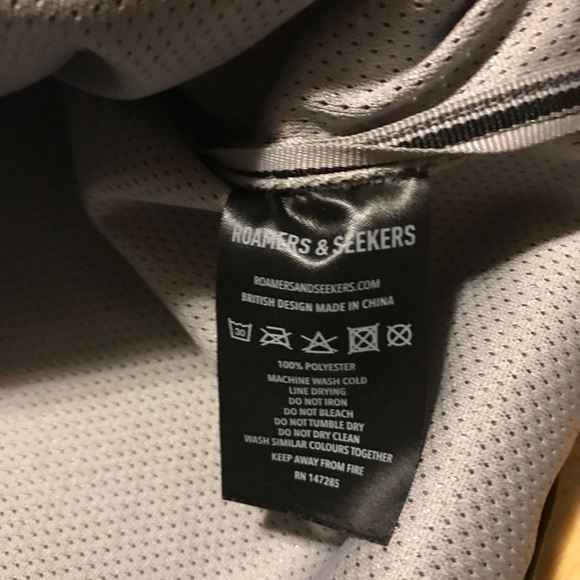 ROAMERS & SEEKERS
ROAMERSANDSEEKERS.COM
BRITISH DESIGN MADE IN CHINA
30
100% POLYESTER
MACHINE WASH COLD
LINE DRYING
DO NOT IRON
DO NOT BLEACH
DO NOT TUMBLE DRY
DO NOT DRY CLEAN
WASH SIMILAR COLOURS TOGETHER
KEEP AWAY FROM FIRE
RN 147285